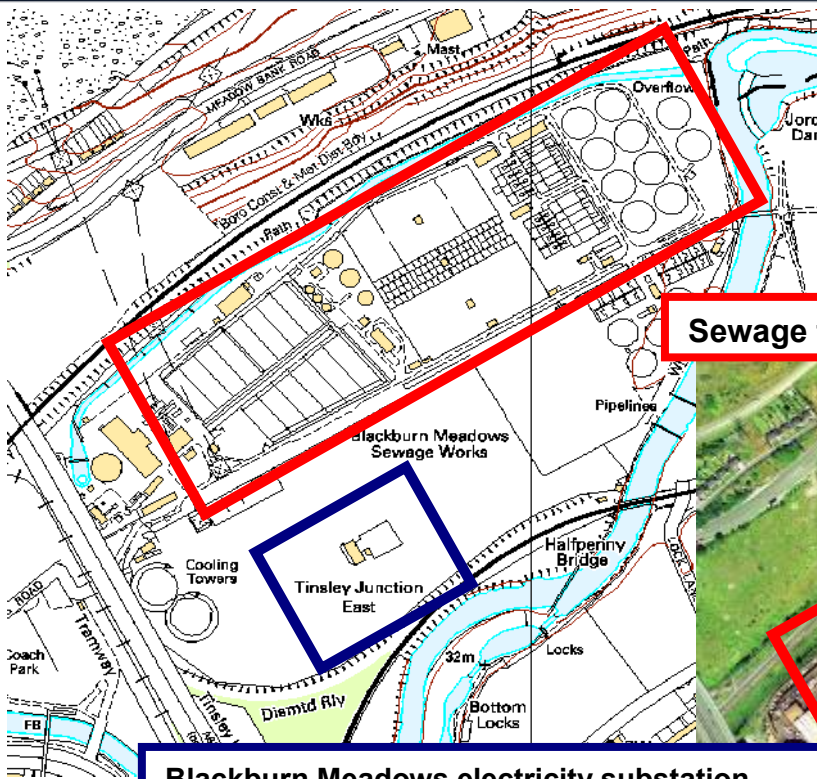 Mast
MEADOW BANK ROAD
Path
Overflow
Wks
Boro Const & Met Dist Bdy
Path
Sewage
Pipelines
Blackburn Meadows
Sewage Works
Halfpenny
Bridge
Cooling
Towers
Tinsley Junction
East
ROAD
Tramway
Coach
Park
32m
Locks
Dismtd Rly
Tinsley
Bottom
Locks
FB
Blackburn Meadows electricity substation